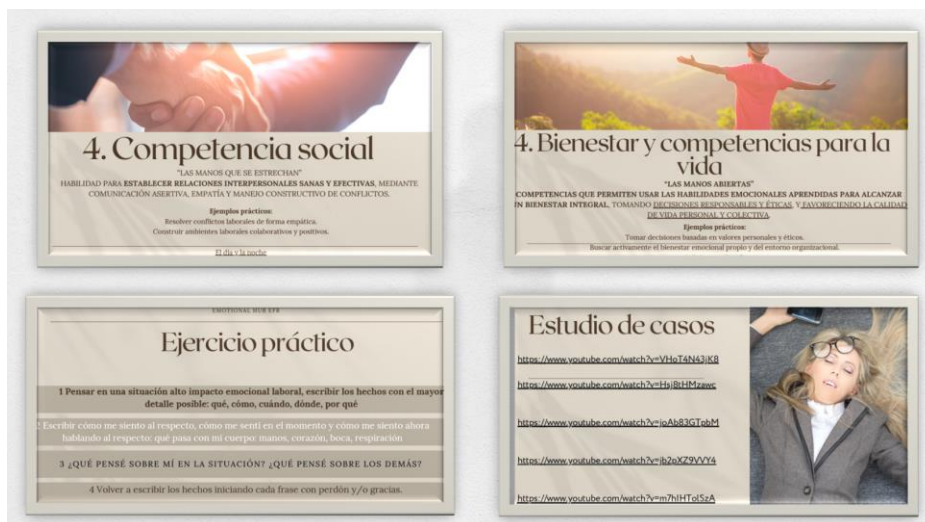 4. Competencia social
"LAS MANOS QUE SE ESTRECHAN"
HABILIDAD PARA ESTABLECER RELACIONES INTERPERSONALES SANAS Y EFECTIVAS, MEDIANTE
COMUNICACIÓN ASERTIVA, EMPATÍA Y MANEJO CONSTRUCTIVO DE CONFLICTOS.
Ejemplos prácticos:
Resolver conflictos laborales de forma empática.
Construir ambientes laborales colaborativos y positivos.
El día y la noche
4. Bienestar y competencias para la
vida
"LAS MANOS ABIERTAS"
COMPETENCIAS QUE PERMITEN USAR LAS HABILIDADES EMOCIONALES APRENDIDAS PARA ALCANZAR
UN BIENESTAR INTEGRAL, TOMANDO DECISIONES RESPONSABLES Y ÉTICAS, Y FAVORECIENDO LA CALIDAD
DE VIDA PERSONAL Y COLECTIVA.
Ejemplos prácticos:
Tomar decisiones basadas en valores personales y éticos.
Buscar activamente el bienestar emocional propio y del entorno organizacional.
EMOTIONAL HUB EFR
Ejercicio práctico
1 Pensar en una situación alto impacto emocional laboral, escribir los hechos con el mayor
detalle posible: qué, cómo, cuándo, dónde, por qué
2 Escribir cómo me siento al respecto, cómo me sentí en el momento y cómo me siento ahora
hablando al respecto: qué pasa con mi cuerpo: manos, corazón, boca, respiración
3 ¿QUÉ PENSÉ SOBRE MÍ EN LA SITUACIÓN? ¿QUÉ PENSÉ SOBRE LOS DEMÁS?
4 Volver a escribir los hechos iniciando cada frase con perdón y/o gracias.
Estudio de casos
https://www.youtube.com/watch?v=VHoT4N43jK8
https://www.youtube.com/watch?v=Hsj8tHMzawc
https://www.youtube.com/watch?v=joAb83GTpbM
https://www.youtube.com/watch?v=jb2pXZ9VVY4
https://www.youtube.com/watch?v=m7hIHTolSzA